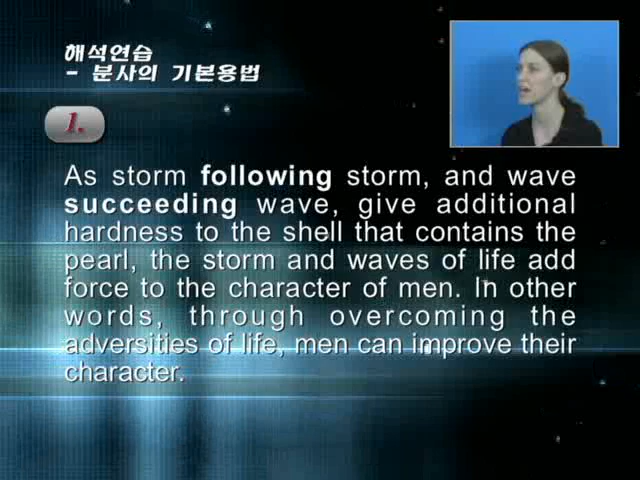 해석연습
- 분사의 기본용법
1.
As storm following storm, and wave
succeeding wave, give additional
hardness to the shell that contains the
pearl, the storm and waves of life add
force to the character of men. In other
words, through overcoming the
adversities of life, men can improve their
character.